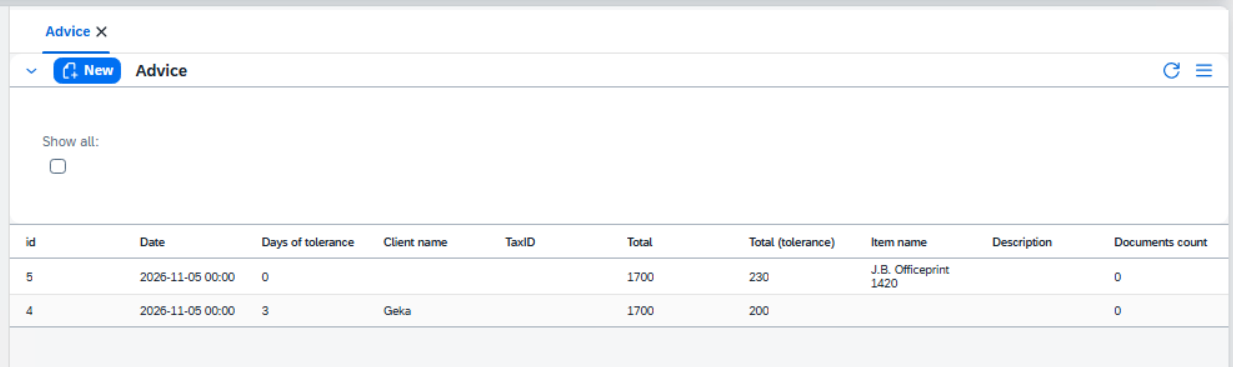 Advice
New Advice
Show all:
id Date Days of tolerance Client name TaxID Total Total (tolerance) Item name Description Documents count
5 2026-11-05 00:00 0 1700 230 J.B. Officeprint 0
1420
4 2026-11-05 00:00 3 Geka 1700 200 0